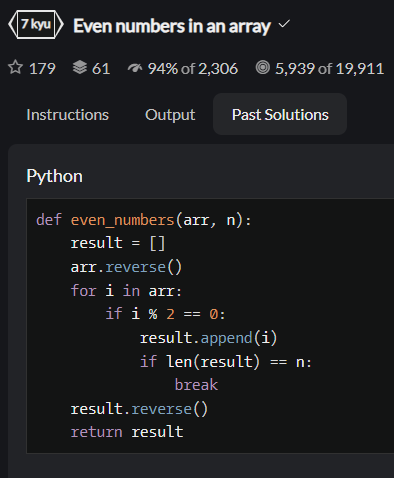 7 kyu Even numbers in an array
179 61 94% of 2,306 5,939 of 19,911
Instructions Output Past Solutions
Python
def even_numbers(arr, n):
    result = []
    arr.reverse()
    for i in arr:
        if i % 2 == 0:
            result.append(i)
            if len(result) == n:
                break
    result.reverse()
    return result